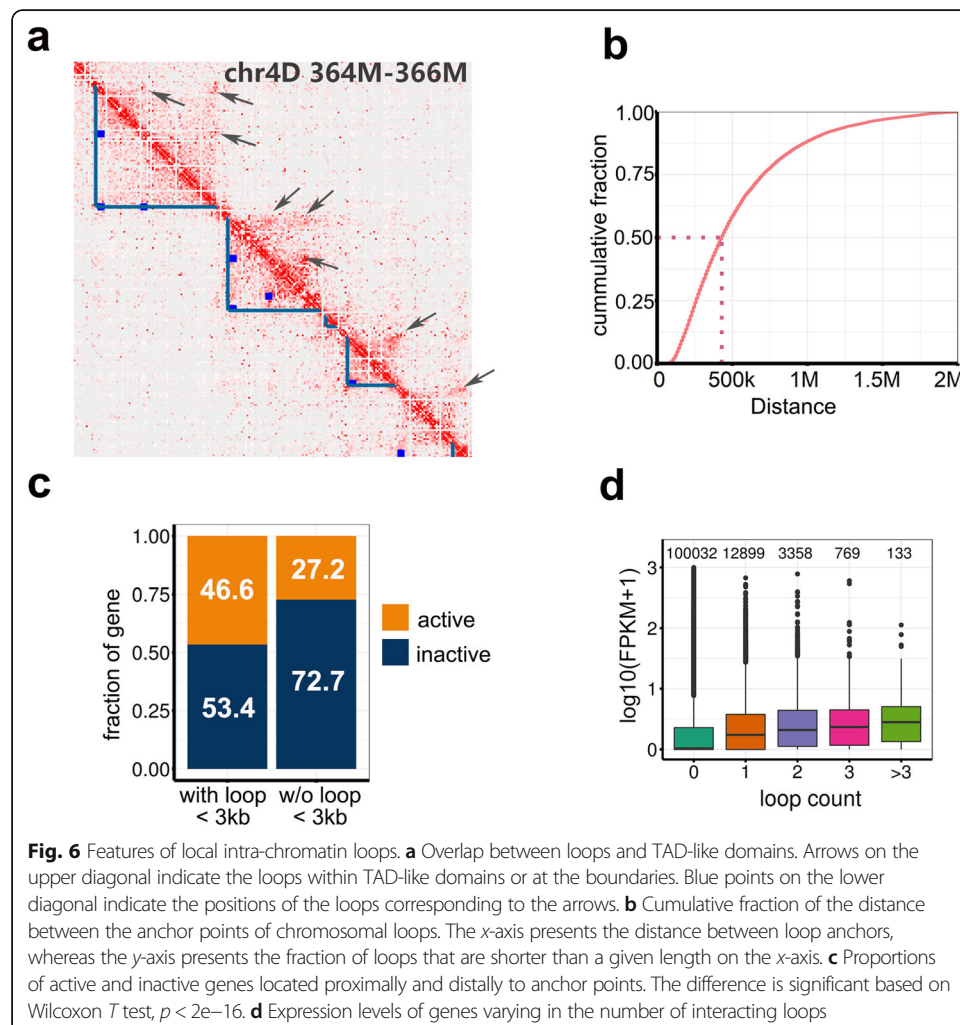 a
chr4D 364M-366M
b
1.00
0.75
0.50
0.25
0.00
cummulative fraction
0 500k 1M 1.5M 2M
Distance
c
1.00
0.75
0.50
0.25
0.00
fraction of gene
46.6 27.2
53.4 72.7
active
inactive
with loop w/o loop
< 3kb < 3kb
d
100032 12899 3358 769 133
3
2
1
0
log10(FPKM+1)
0 1 2 3 >3
loop count
Fig. 6 Features of local intra-chromatin loops. a Overlap between loops and TAD-like domains. Arrows on the
upper diagonal indicate the loops within TAD-like domains or at the boundaries. Blue points on the lower
diagonal indicate the positions of the loops corresponding to the arrows. b Cumulative fraction of the distance
between the anchor points of chromosomal loops. The x-axis presents the distance between loop anchors,
whereas the y-axis presents the fraction of loops that are shorter than a given length on the x-axis. c Proportions
of active and inactive genes located proximally and distally to anchor points. The difference is significant based on
Wilcoxon T test, p < 2e−16. d Expression levels of genes varying in the number of interacting loops